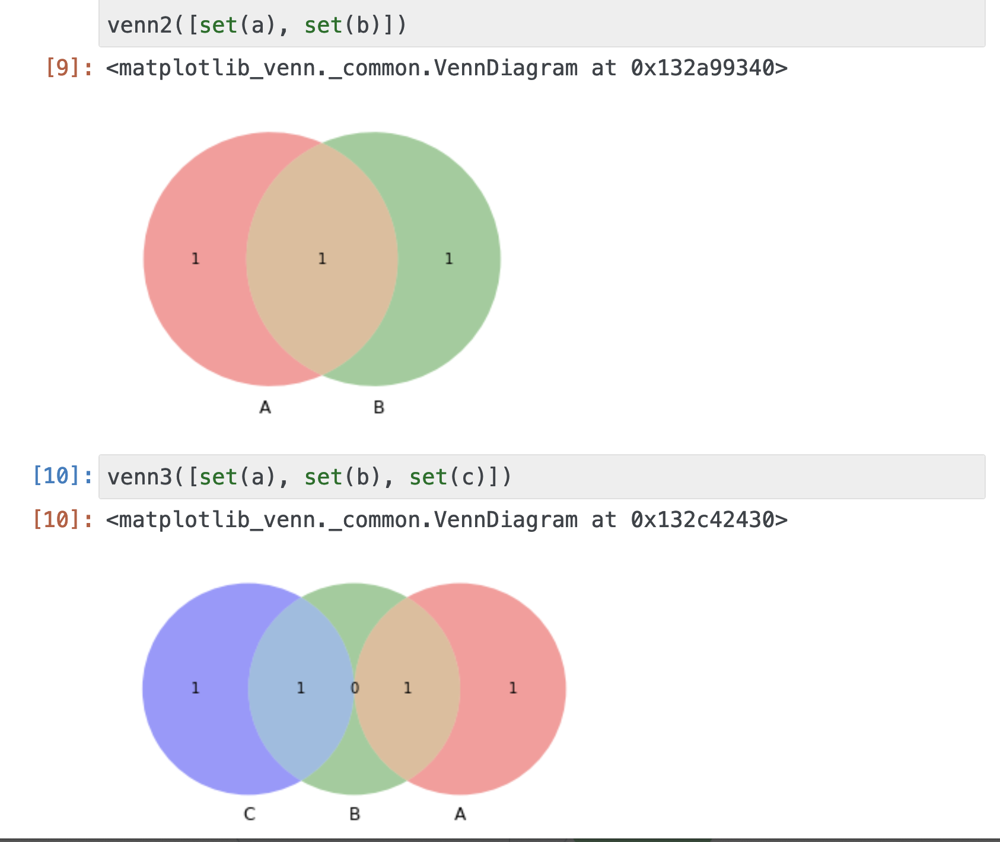 venn2([set(a), set(b)])
[9]: <matplotlib_venn._common.VennDiagram at 0x132a99340>
1 1 1
A B
[10]: venn3([set(a), set(b), set(c)])
[10]: <matplotlib_venn._common.VennDiagram at 0x132c42430>
1 1 0 1 1
C B A